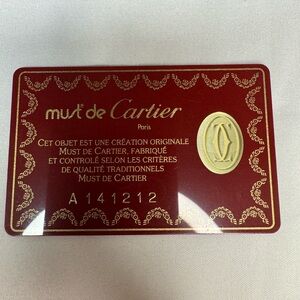 must de Cartier
Paris
CET OBJET EST UNE CRÉATION ORIGINALE
MUST DE CARTIER, FABRIQUÉ
ET CONTRÔLÉ SELON LES CRITÈRES
DE QUALITÉ TRADITIONNELS
MUST DE CARTIER
A 141212